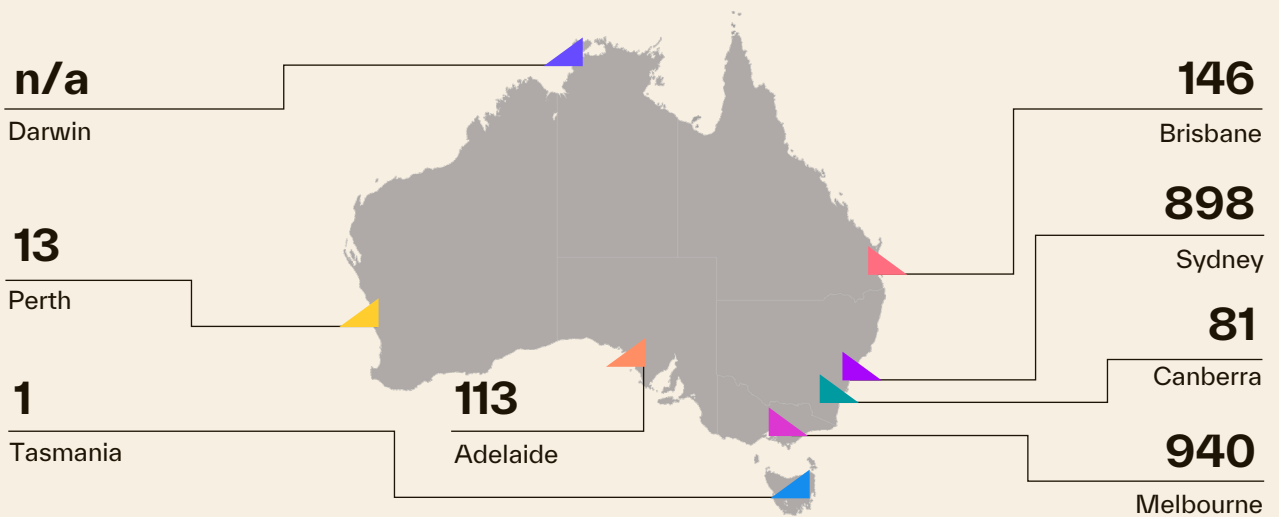 n/a
Darwin
13
Perth
1
Tasmania
113
Adelaide
146
Brisbane
898
Sydney
81
Canberra
940
Melbourne